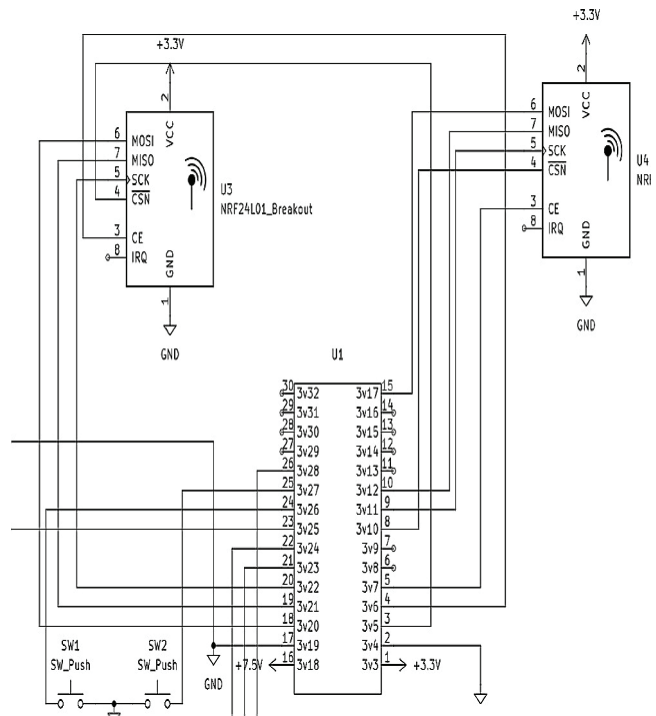 +3.3V
+3.3V
2
VCC
6 MOSI
7 MISO
5 SCK
4 CSN
3 CE
8 IRQ
GND
1
GND
U3
NRF24L01_Breakout
2
VCC
6 MOSI
7 MISO
5 SCK
4 CSN
3 CE
8 IRQ
GND
1
GND
U4
NRF
U1
30 3v32 3v17 15
29 3v31 3v16 14
28 3v30 3v15 13
27 3v29 3v14 12
26 3v28 3v13 11
25 3v27 3v12 10
24 3v26 3v11 9
23 3v25 3v10 8
22 3v24 3v9 7
21 3v23 3v8 6
20 3v22 3v7 5
19 3v21 3v6 4
18 3v20 3v5 3
17 3v19 3v4 2
16 3v18 3v3 1
+7.5V
+3.3V
GND
SW1
SW_Push
SW2
SW_Push